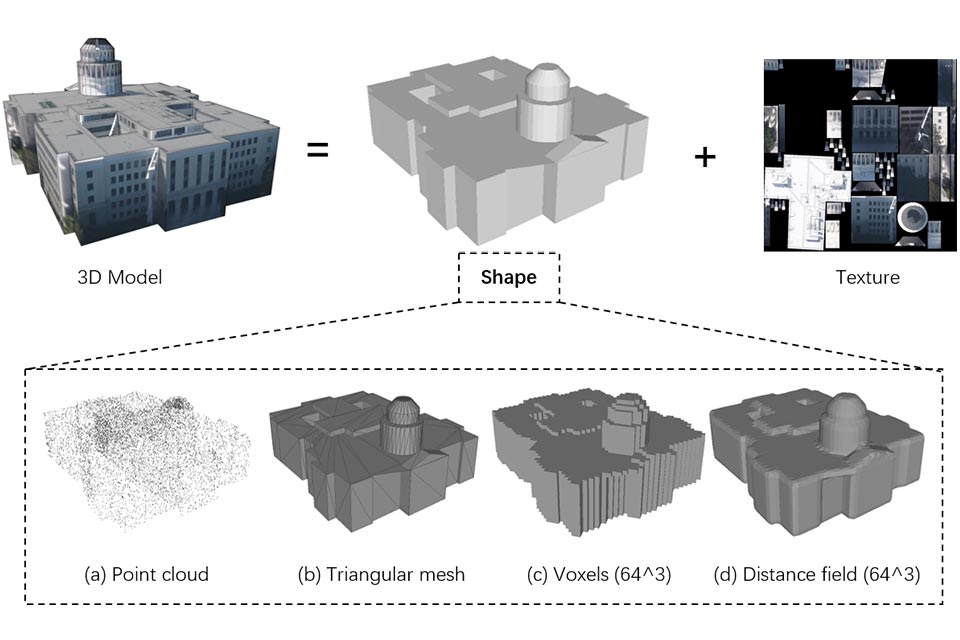 =
+
3D Model
Shape
Texture
(a) Point cloud
(b) Triangular mesh
(c) Voxels (64^3)
(d) Distance field (64^3)